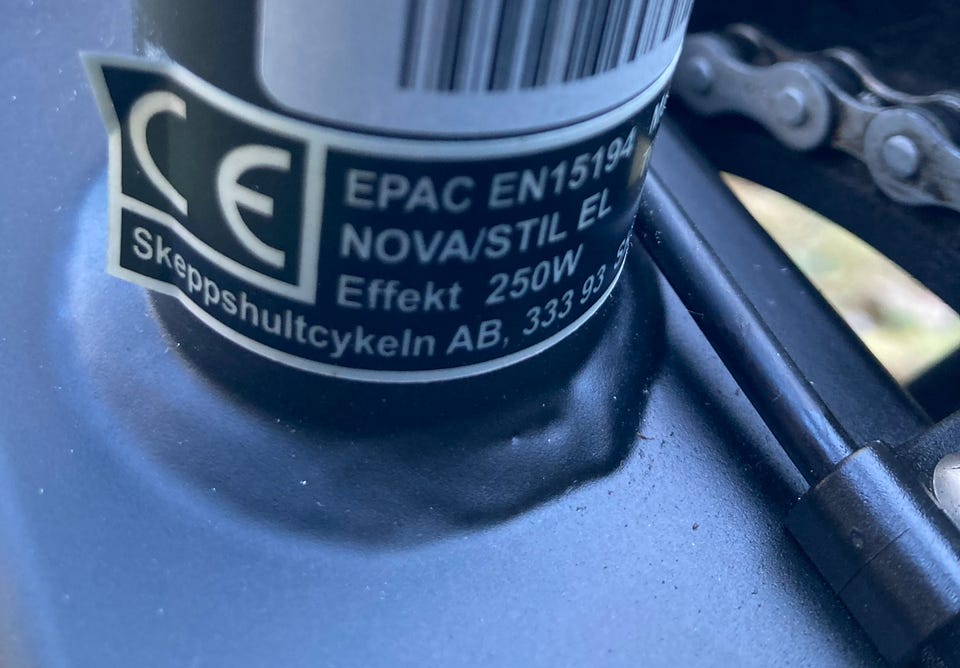 CE
EPAC EN15194
NOVA/STIL EL
Effekt 250W
Skeppshultcykeln AB, 333 93